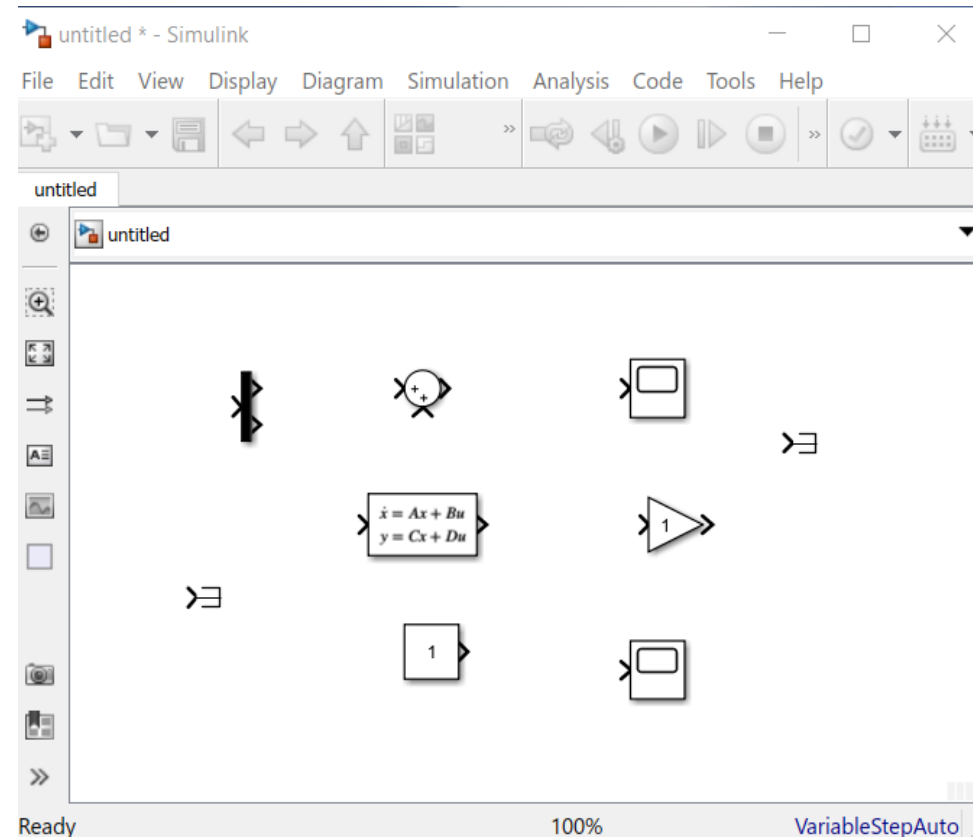 untitled * - Simulink
File Edit View Display Diagram Simulation Analysis Code Tools Help
untitled
untitled
+
+
ẋ = Ax + Bu
y = Cx + Du
1
1
Ready 100% VariableStepAuto